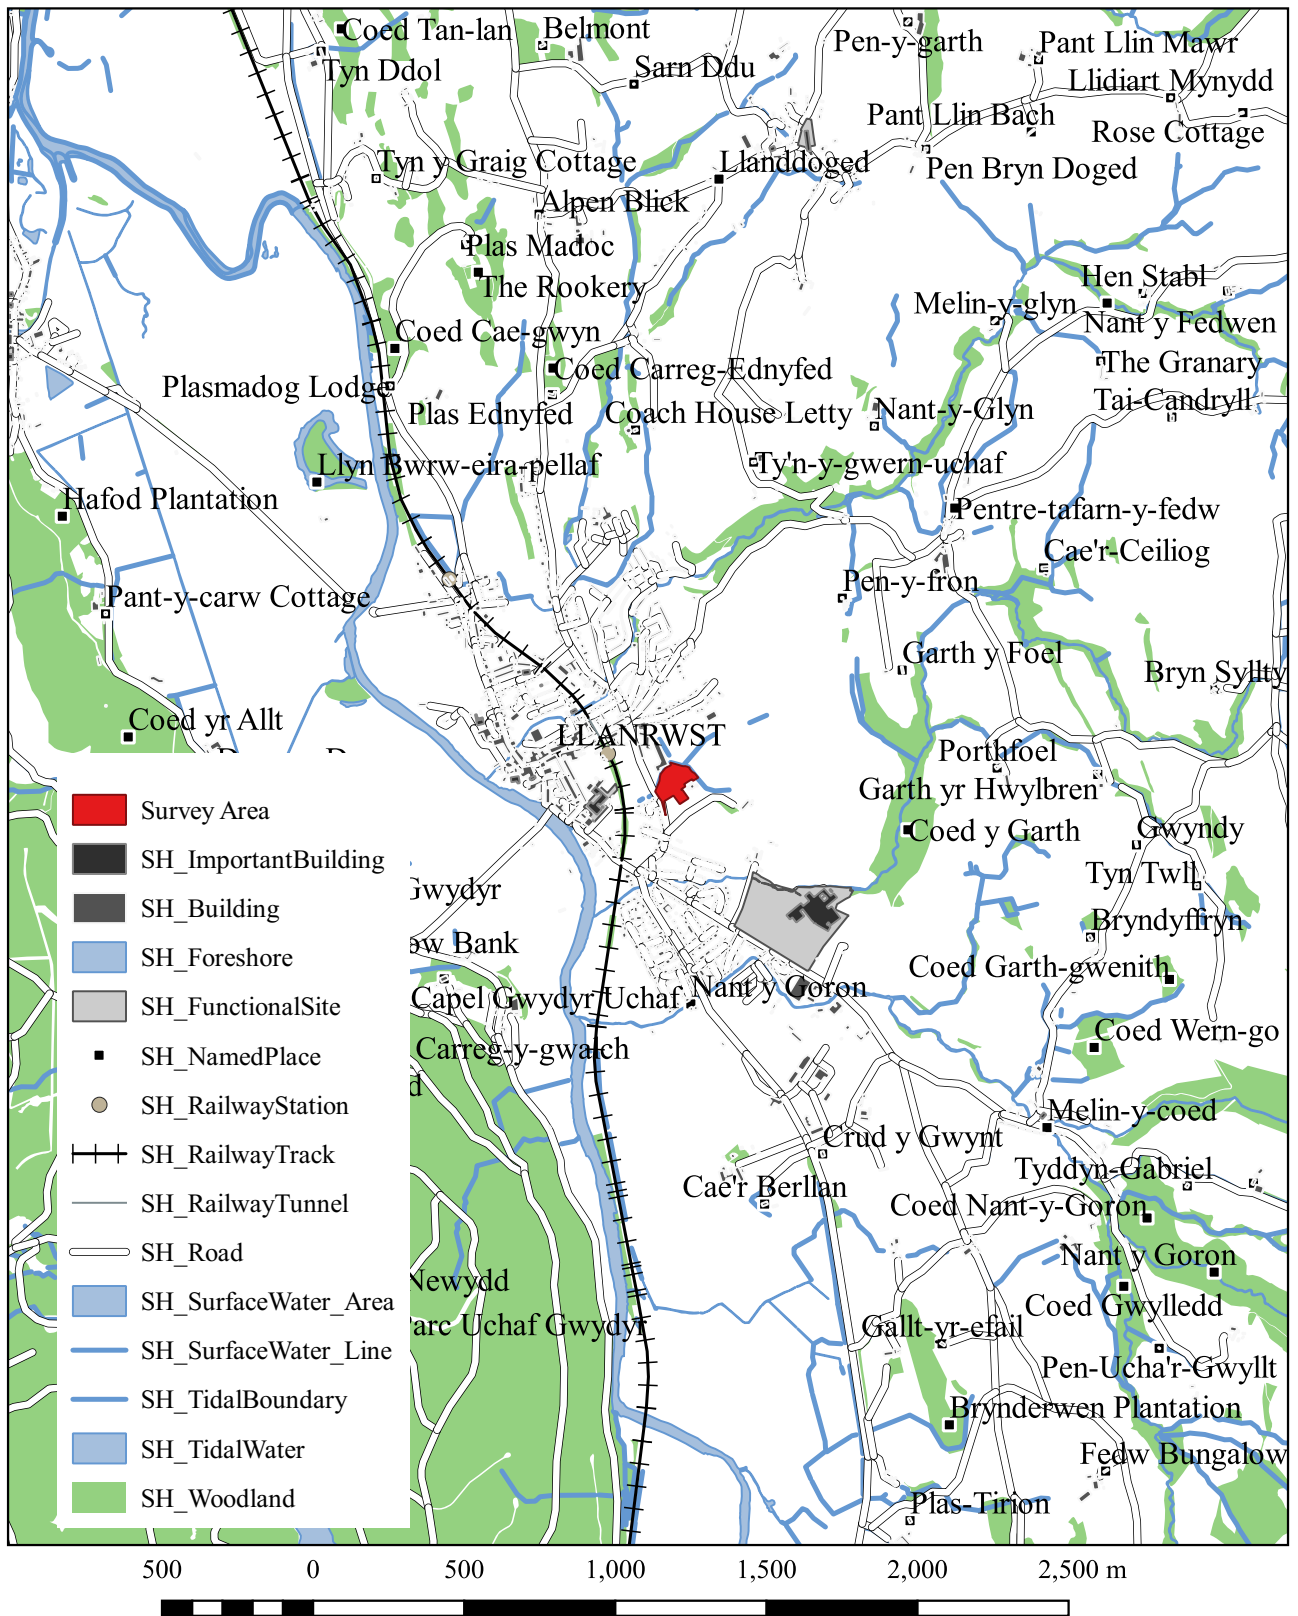 Coed Tan-lan
Belmont
Pen-y-garth
Pant Llin Mawr
Tyn Ddol
Sarn Ddu
Llidiart Mynydd
Pant Llin Bach
Rose Cottage
Tyn y Graig Cottage
Llanddoged
Pen Bryn Doged
Alpen Blick
Plas Madoc
The Rookery
Hen Stabl
Melin-y-glyn
Nant y Fedwen
Coed Cae-gwyn
The Granary
Plasmadog Lodge
Coed Carreg-Ednyfed
Tai-Candryll
Plas Ednyfed
Coach House Letty
Nant-y-Glyn
Llyn Bwrw-eira-pellaf
Ty'n-y-gwern-uchaf
Hafod Plantation
Pentre-tafarn-y-fedw
Cae'r-Ceiliog
Pen-y-fron
Pant-y-carw Cottage
Garth y Foel
Bryn Syllty
Coed yr Allt
LLANRWST
Porthfoel
Garth yr Hwylbren
Survey Area
Coed y Garth
Gwyndy
SH_ImportantBuilding
Tyn Twll
Gwydyr
SH_Building
Bryndyffryn
ow Bank
SH_Foreshore
Coed Garth-gwenith
Nant y Goron
SH_FunctionalSite
Capel Gwydyr Uchaf
Coed Wern-go
SH_NamedPlace
Carreg-y-gwalch
d
SH_RailwayStation
Melin-y-coed
Crud y Gwynt
SH_RailwayTrack
Tyddyn-Gabriel
Cae'r Berllan
SH_RailwayTunnel
Coed Nant-y-Goron
SH_Road
Nant y Goron
Newydd
SH_SurfaceWater_Area
Coed Gwylledd
arc Uchaf Gwydyr
Gallt-yr-efail
SH_SurfaceWater_Line
Pen-Ucha'r-Gwyllt
SH_TidalBoundary
Brynderwen Plantation
SH_TidalWater
Fedw Bungalow
SH_Woodland
Plas-Tirion
500 0 500 1,000 1,500 2,000 2,500 m